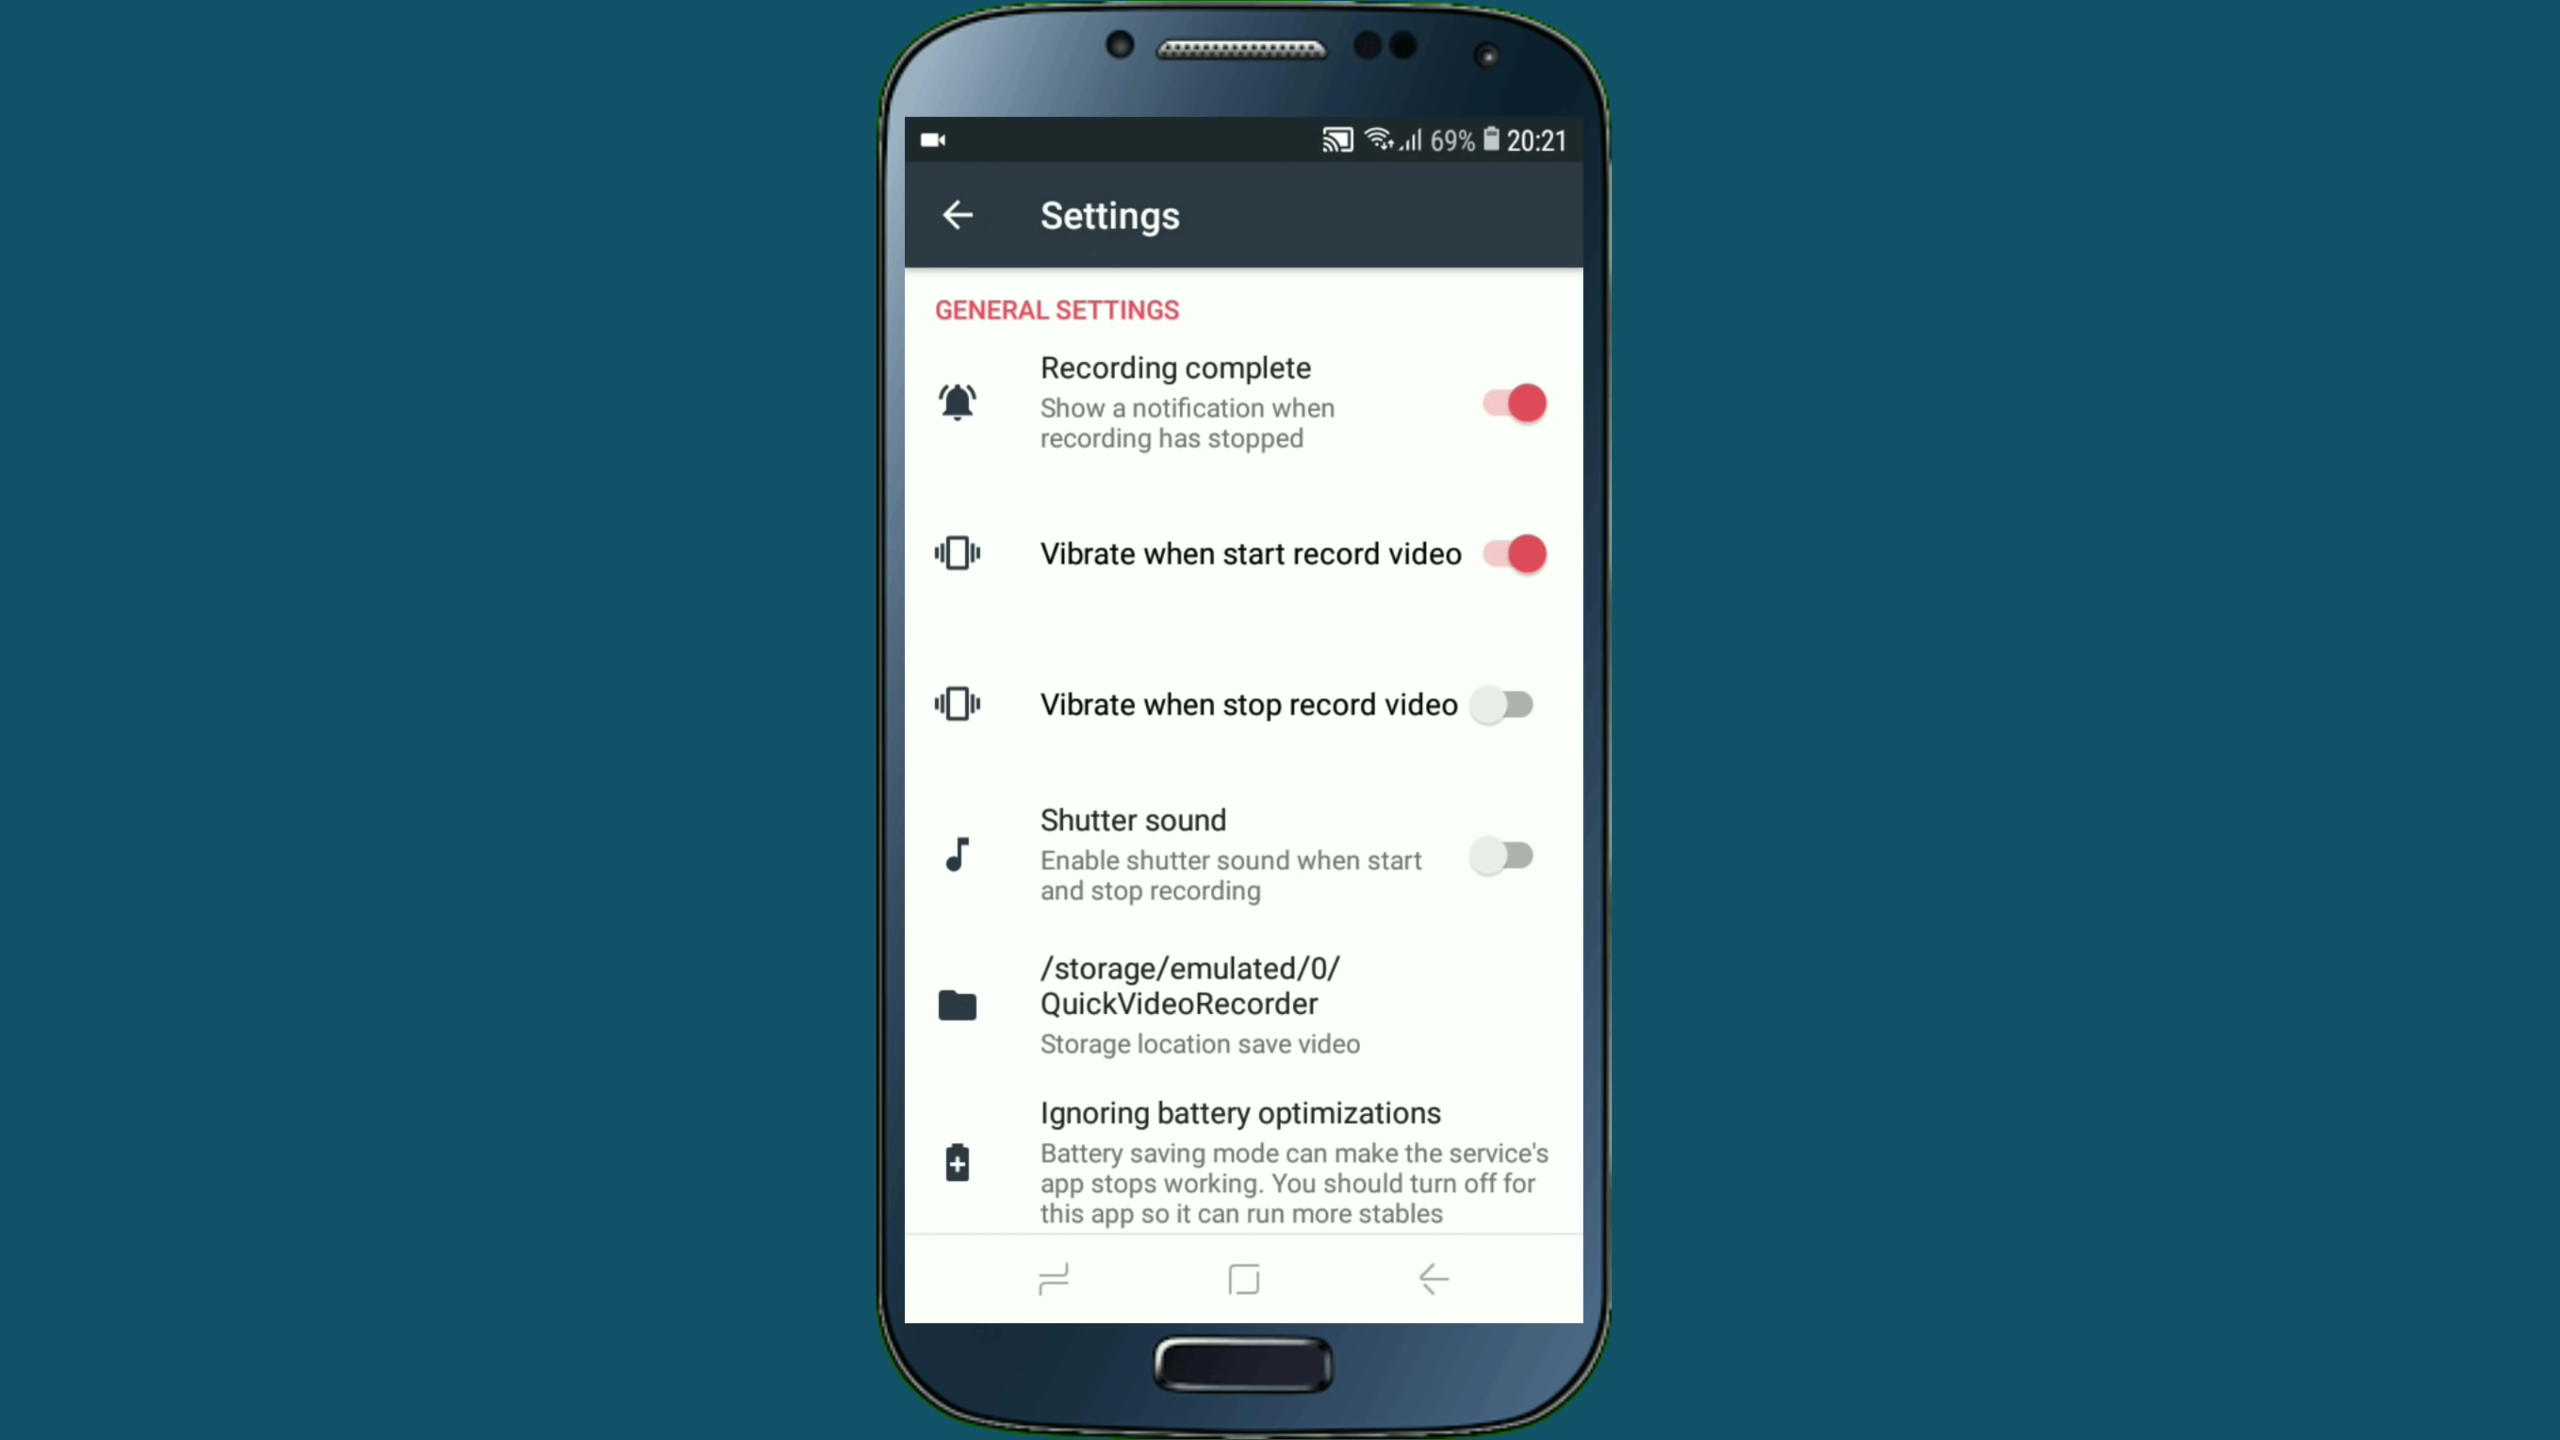 69% 20:21
Settings
GENERAL SETTINGS
Recording complete
Show a notification when
recording has stopped
Vibrate when start record video
Vibrate when stop record video
Shutter sound
Enable shutter sound when start
and stop recording
/storage/emulated/0/
QuickVideoRecorder
Storage location save video
Ignoring battery optimizations
Battery saving mode can make the service's
app stops working. You should turn off for
this app so it can run more stables